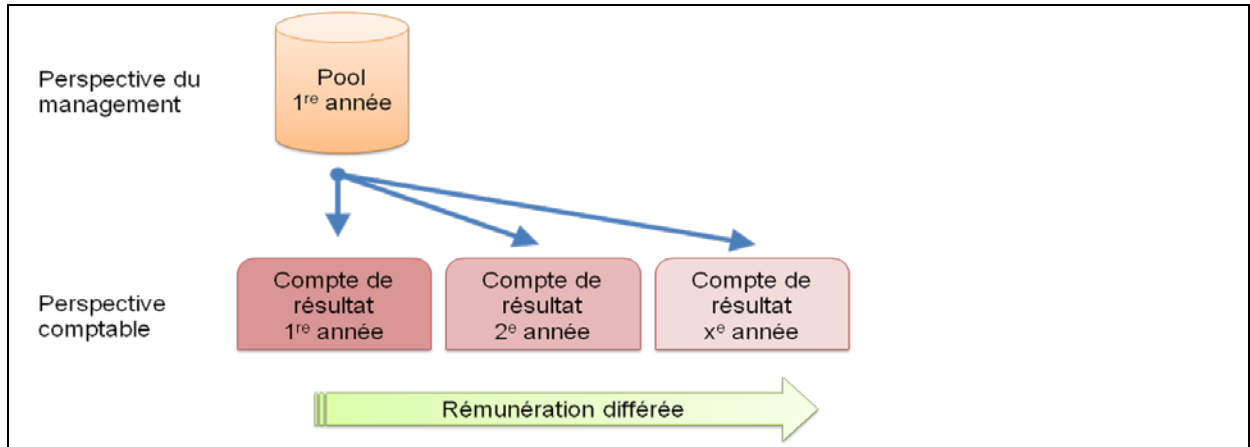 Perspective du
management
Pool
1re année
Perspective
comptable
Compte de
résultat
1re année
Compte de
résultat
2e année
Compte de
résultat
xe année
Rémunération différée